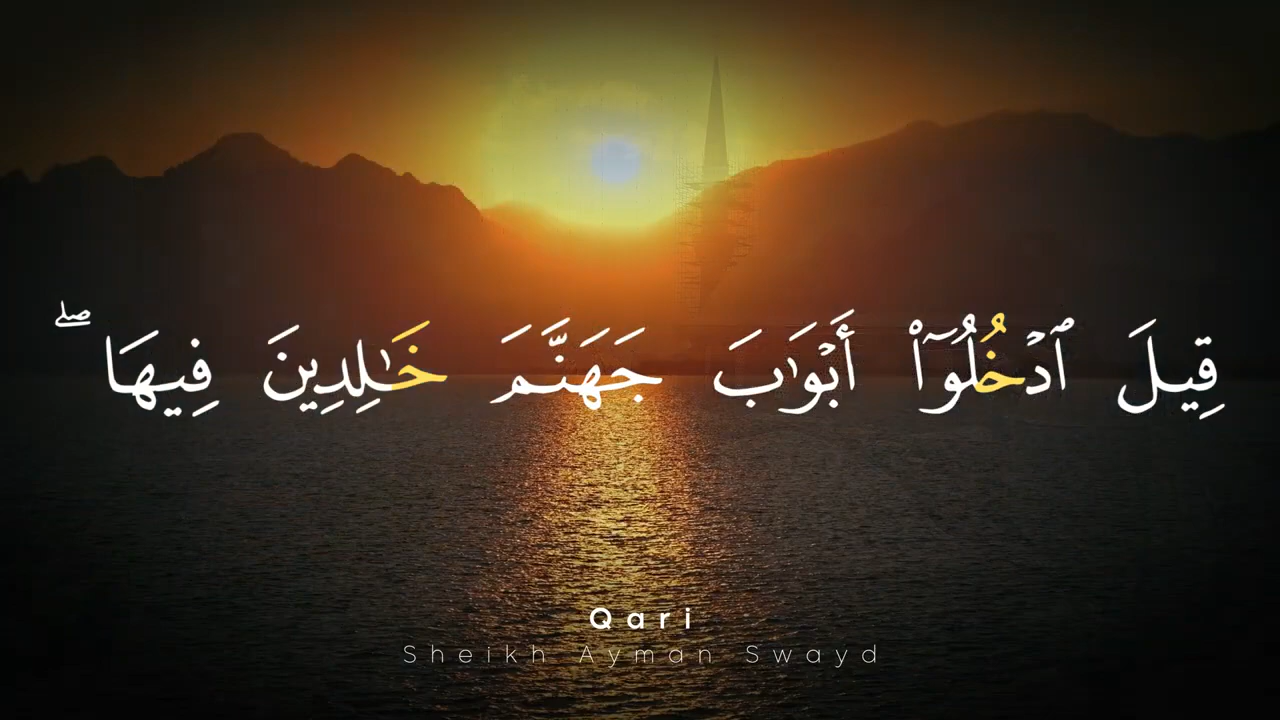 قِيلَ ٱدۡخُلُوٓاْ أَبۡوَٰبَ جَهَنَّمَ خَٰلِدِينَ فِيهَاۖ
Qari
Sheikh Ayman Swayd